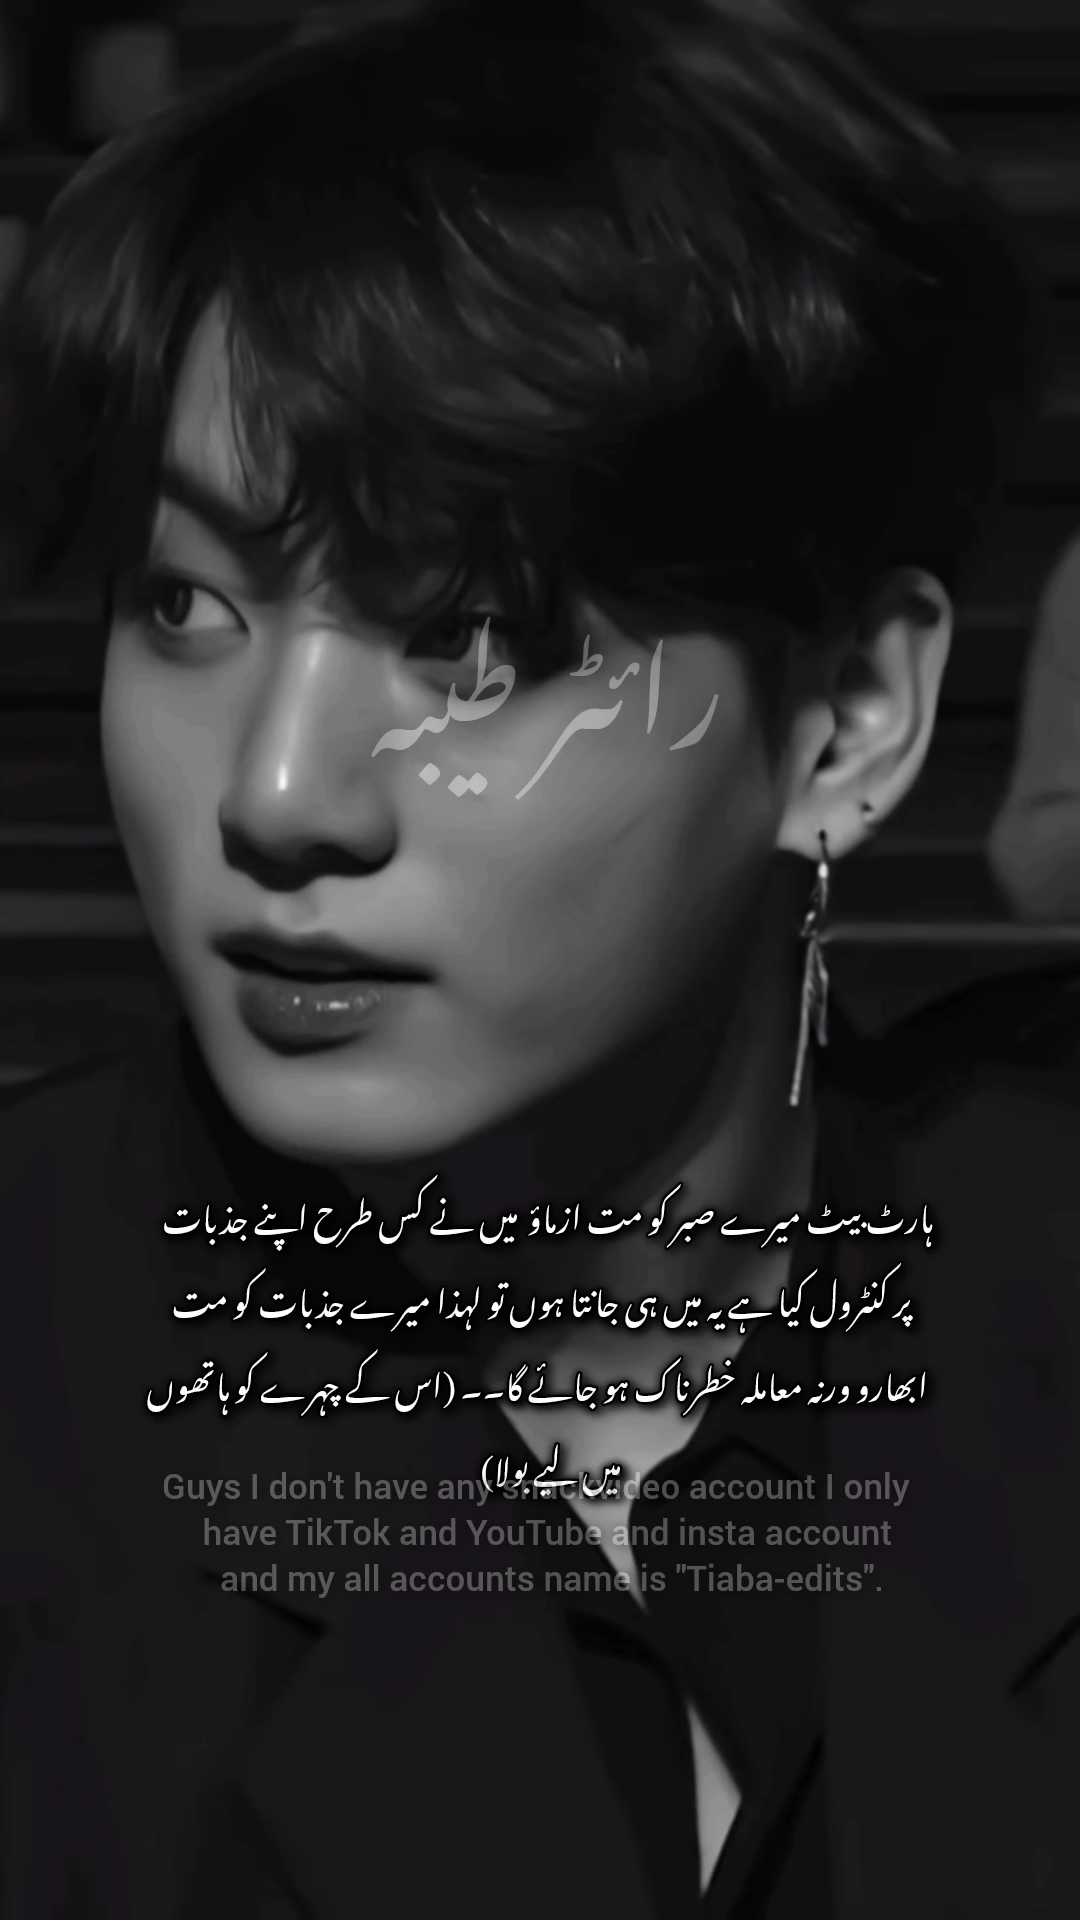 رائٹر طیبہ
ہارٹ بیٹ میرے صبر کو مت ازماؤ میں نے کس طرح اپنے جذبات
پر کنٹرول کیا ہے یہ میں ہی جانتا ہوں تو لہذا میرے جذبات کو مت
ابھارو ورنہ معاملہ خطرناک ہو جائے گا۔۔ (اس کے چہرے کو ہاتھوں
میں لیے بولا)
Guys I don't have any snackvideo account I only
have TikTok and YouTube and insta account
and my all accounts name is "Tiaba-edits".